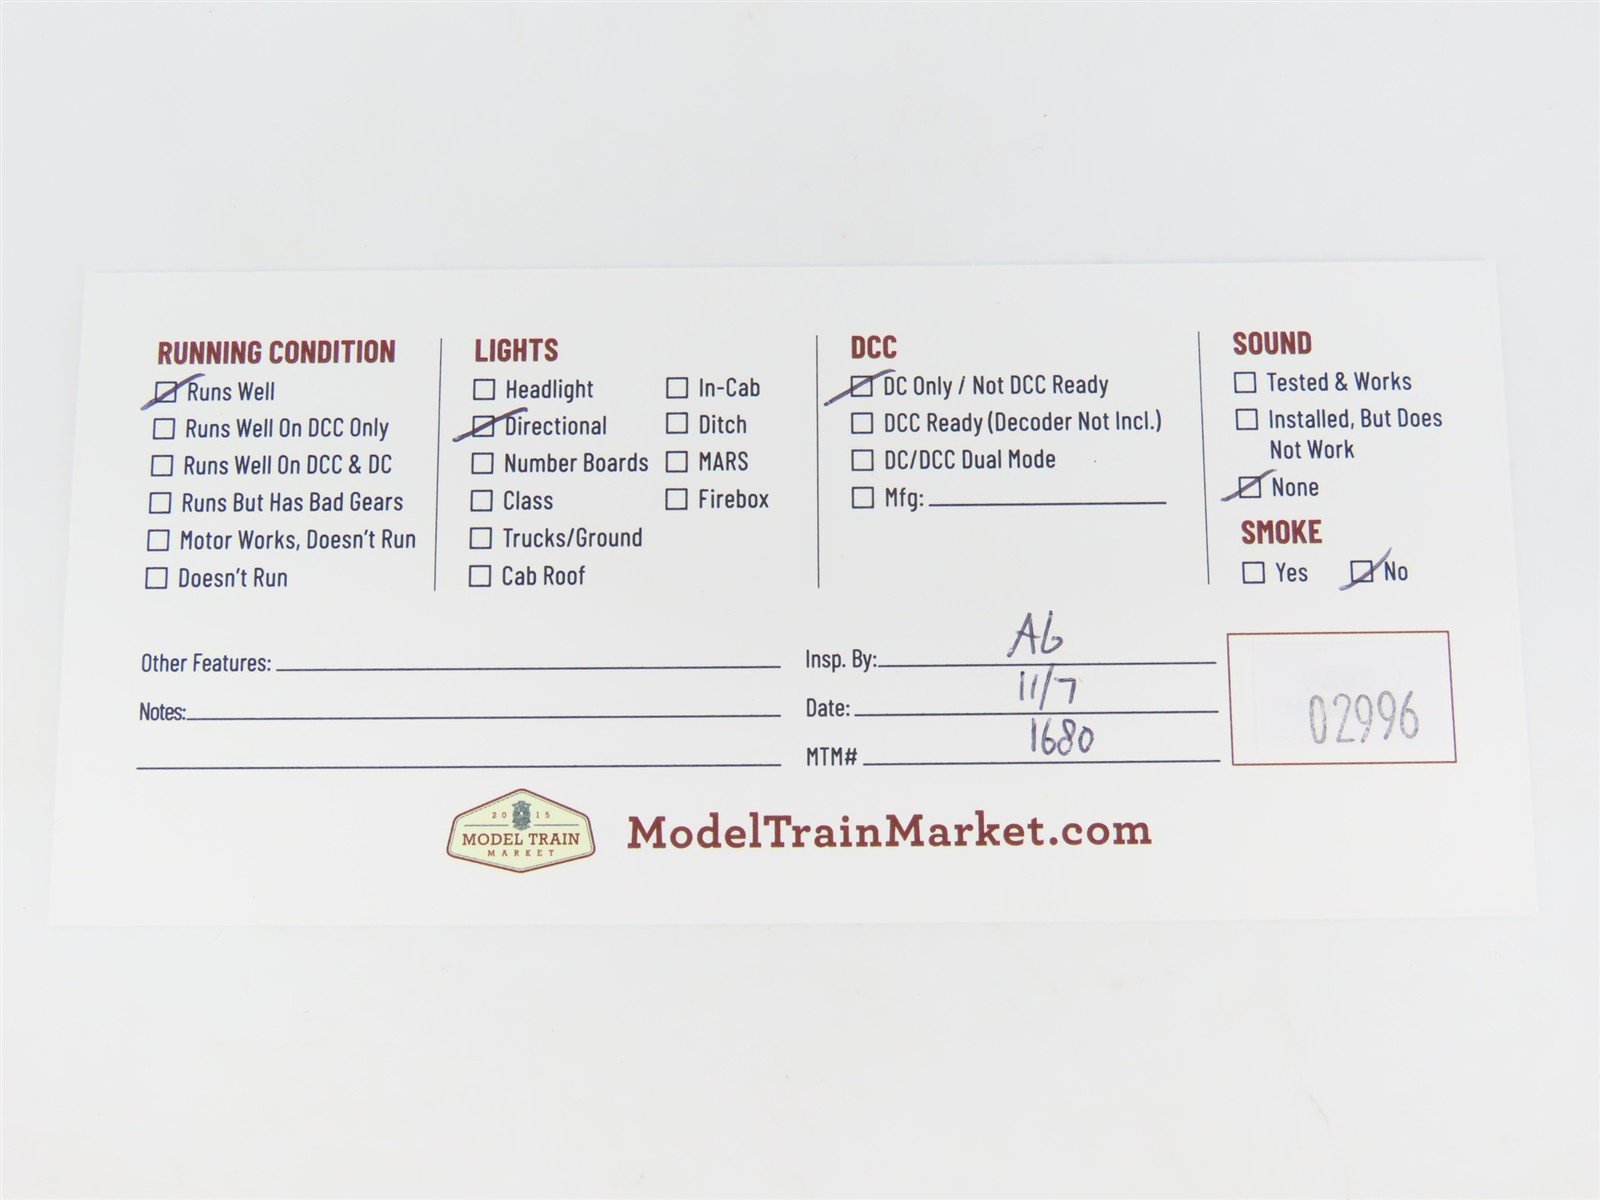 RUNNING CONDITION
Runs Well
Runs Well On DCC Only
Runs Well On DCC & DC
Runs But Has Bad Gears
Motor Works, Doesn't Run
Doesn't Run
LIGHTS
Headlight
Directional
Number Boards
Class
Trucks/Ground
Cab Roof
In-Cab
Ditch
MARS
Firebox
DCC
DC Only / Not DCC Ready
DCC Ready (Decoder Not Incl.)
DC/DCC Dual Mode
Mfg:
SOUND
Tested & Works
Installed, But Does
Not Work
None
SMOKE
Yes No
Other Features:
Notes:
Insp. By: AG
Date: 11/7
MTM# 1680
02996
2015
MODEL TRAIN
MARKET
ModelTrainMarket.com